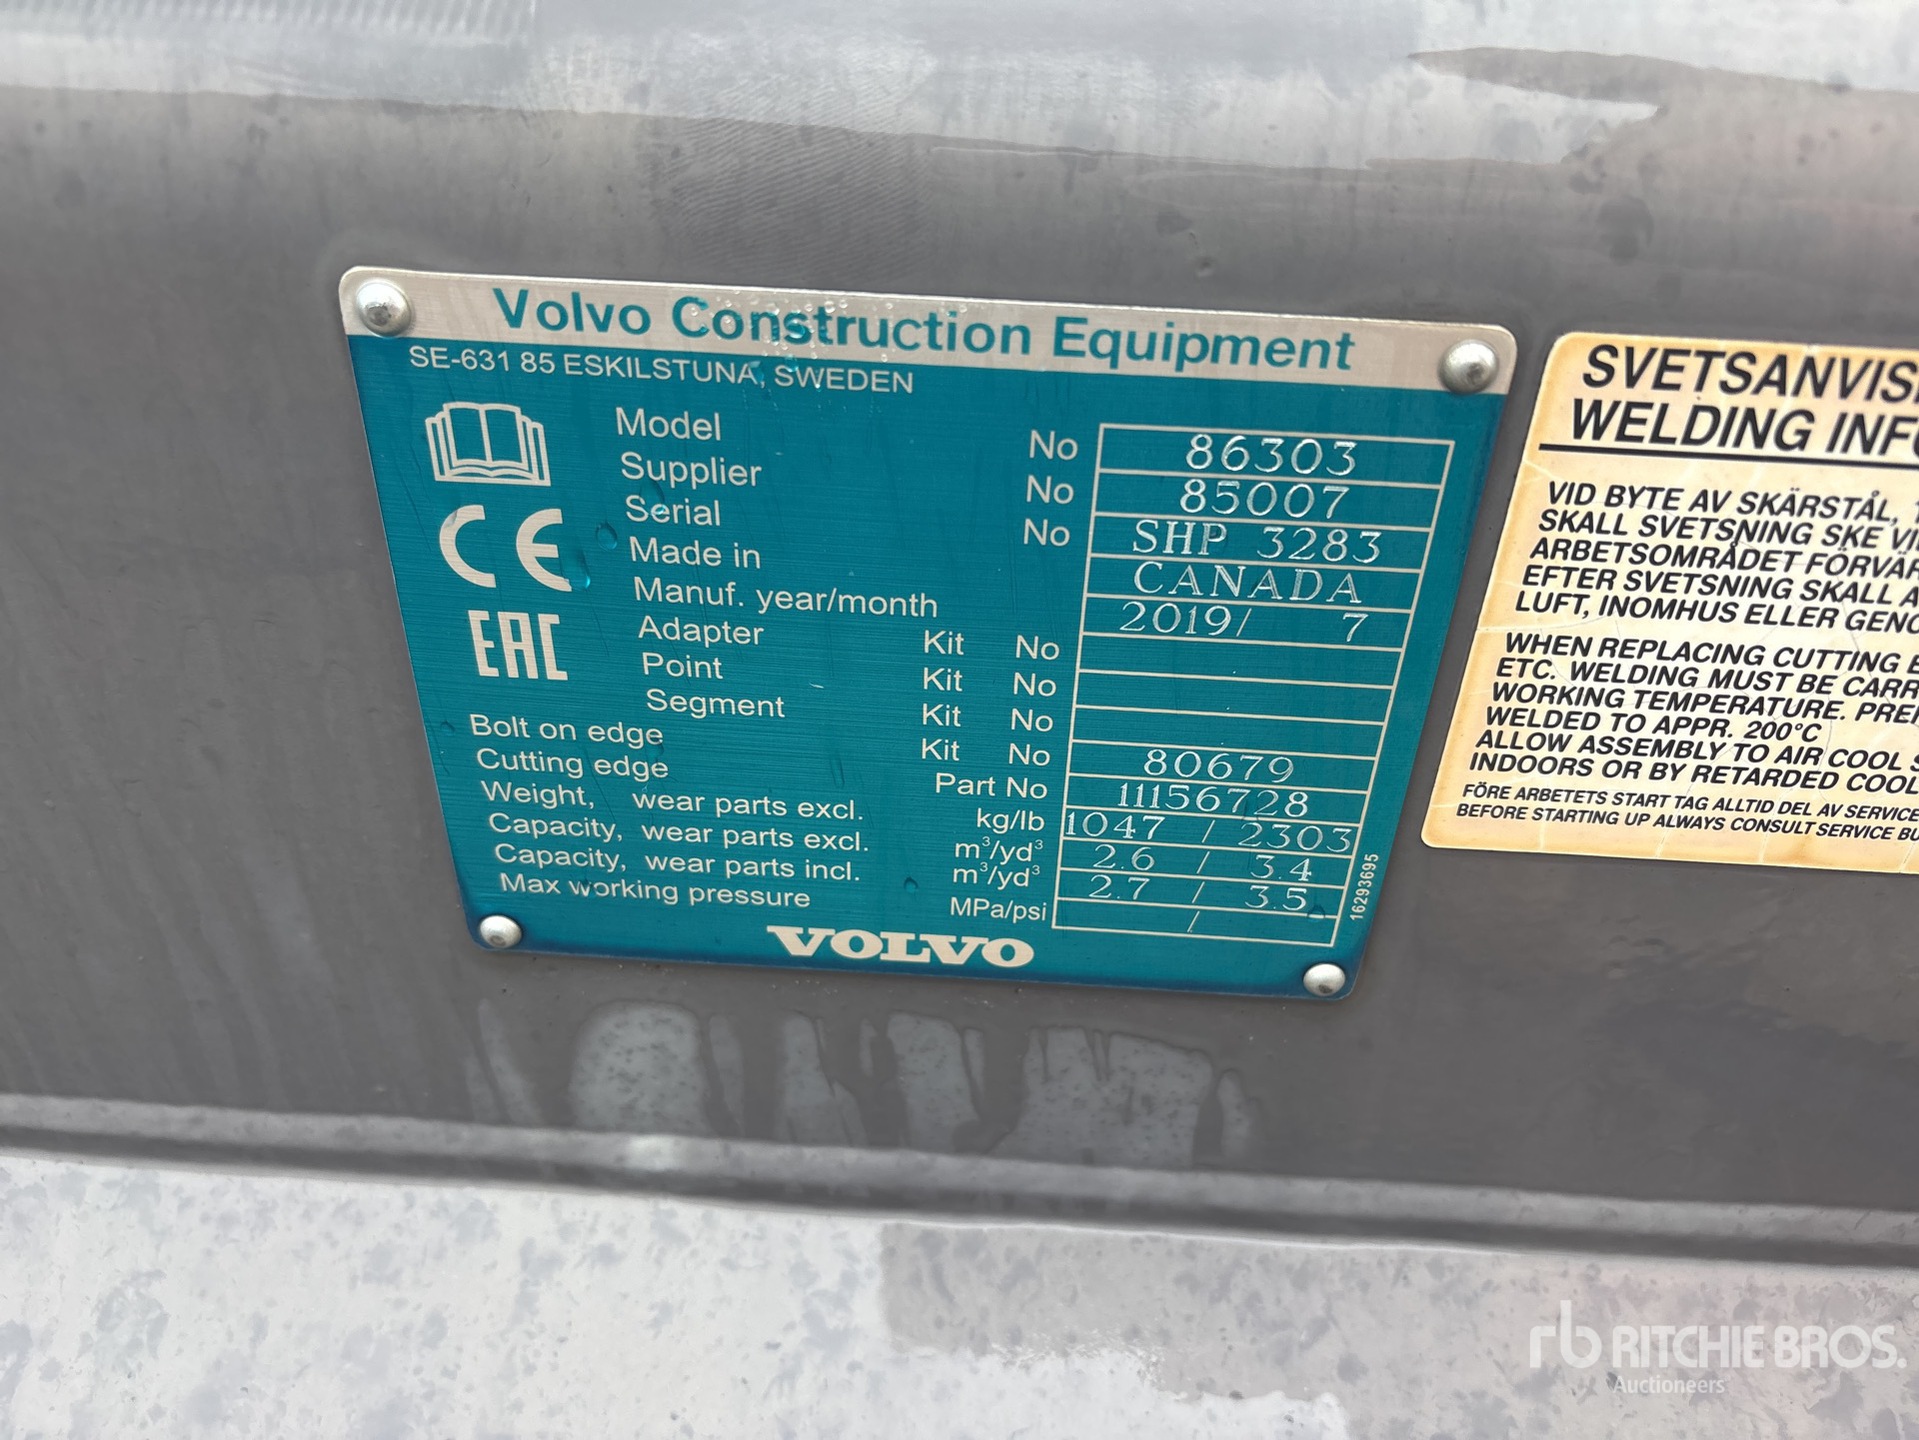 Volvo Construction Equipment
SE-631 85 ESKILSTUNA, SWEDEN
Model No 86303
Supplier No 85007
Serial No SHP 3283
Made in CANADA
Manuf. year/month 2019/ 7
Adapter Kit No
Point Kit No
Segment Kit No
Bolt on edge Kit No 80679
Cutting edge Part No 11156728
Weight, wear parts excl. kg/lb 1047 / 2303
Capacity, wear parts excl. m³/yd³ 2.6 / 3.4
Capacity, wear parts incl. m³/yd³ 2.7 / 3.5
Max working pressure MPa/psi /
CE
EAC
VOLVO
16293695
SVETSANVIS
WELDING INF
VID BYTE AV SKÄRSTÅL,
SKALL SVETSNING SKE
ARBETSOMRÅDET FÖRVÄR
EFTER SVETSNING SKALL A
LUFT, INOMHUS ELLER GENO
WHEN REPLACING CUTTING E
ETC. WELDING MUST BE CARR
WORKING TEMPERATURE. PRE
WELDED TO APPR. 200°C
ALLOW ASSEMBLY TO AIR COOL S
INDOORS OR BY RETARDED COOL
FÖRE ARBETETS START TAG ALLTID DEL AV SERVICE
BEFORE STARTING UP ALWAYS CONSULT SERVICE BU
rb RITCHIE BROS.
Auctioneers